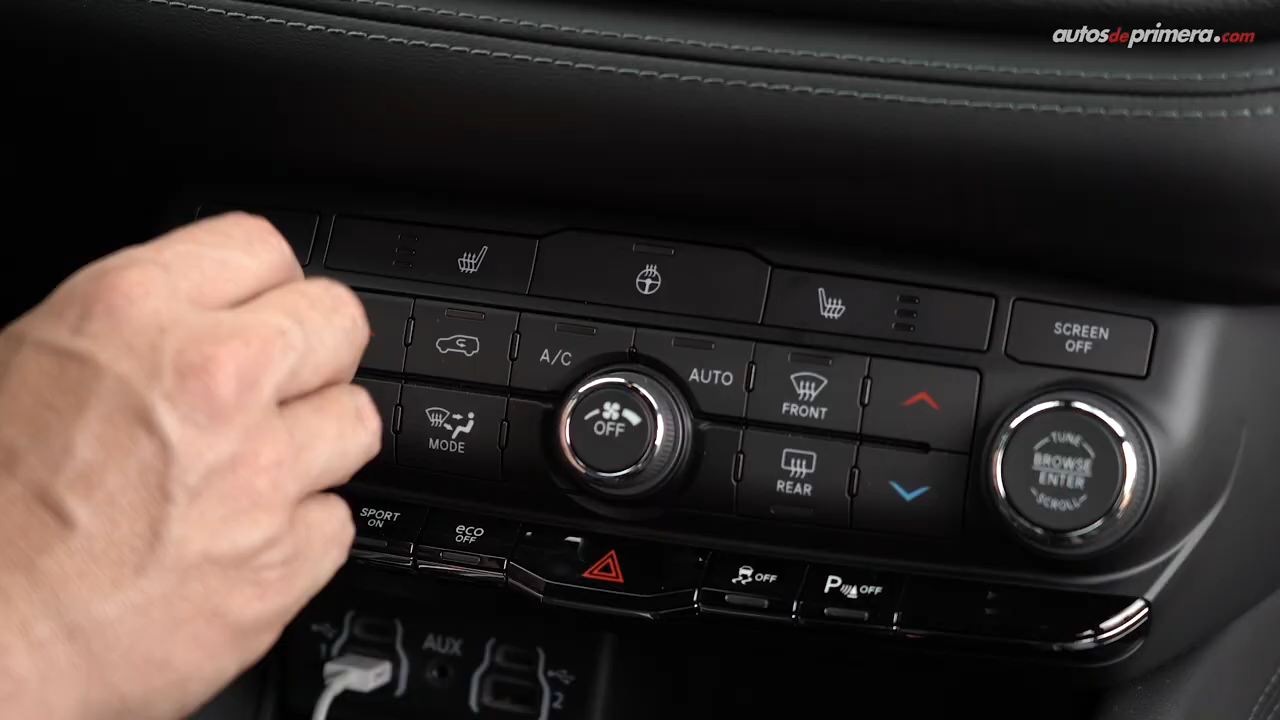 autosdeprimera.com
SCREEN
OFF
A/C
AUTO
FRONT
MODE
OFF
REAR
TUNE
BROWSE
ENTER
SCROLL
SPORT
ON
eco
OFF
OFF
P OFF
AUX
1
2